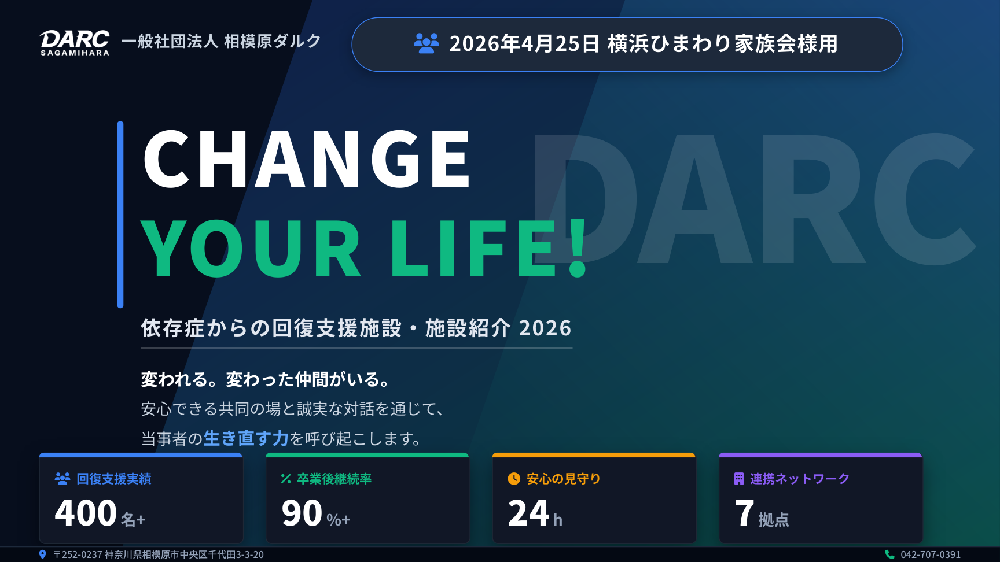 DARC
SAGAMIHARA
一般社団法人 相模原ダルク
2026年4月25日 横浜ひまわり家族会様用
DARC
CHANGE
YOUR LIFE!
依存症からの回復支援施設・施設紹介 2026
変われる。変わった仲間がいる。
安心できる共同の場と誠実な対話を通じて、
当事者の生き直す力を呼び起こします。
回復支援実績
400名+
卒業後継続率
90%+
安心の見守り
24h
連携ネットワーク
7拠点
〒252-0237 神奈川県相模原市中央区千代田3-3-20
042-707-0391